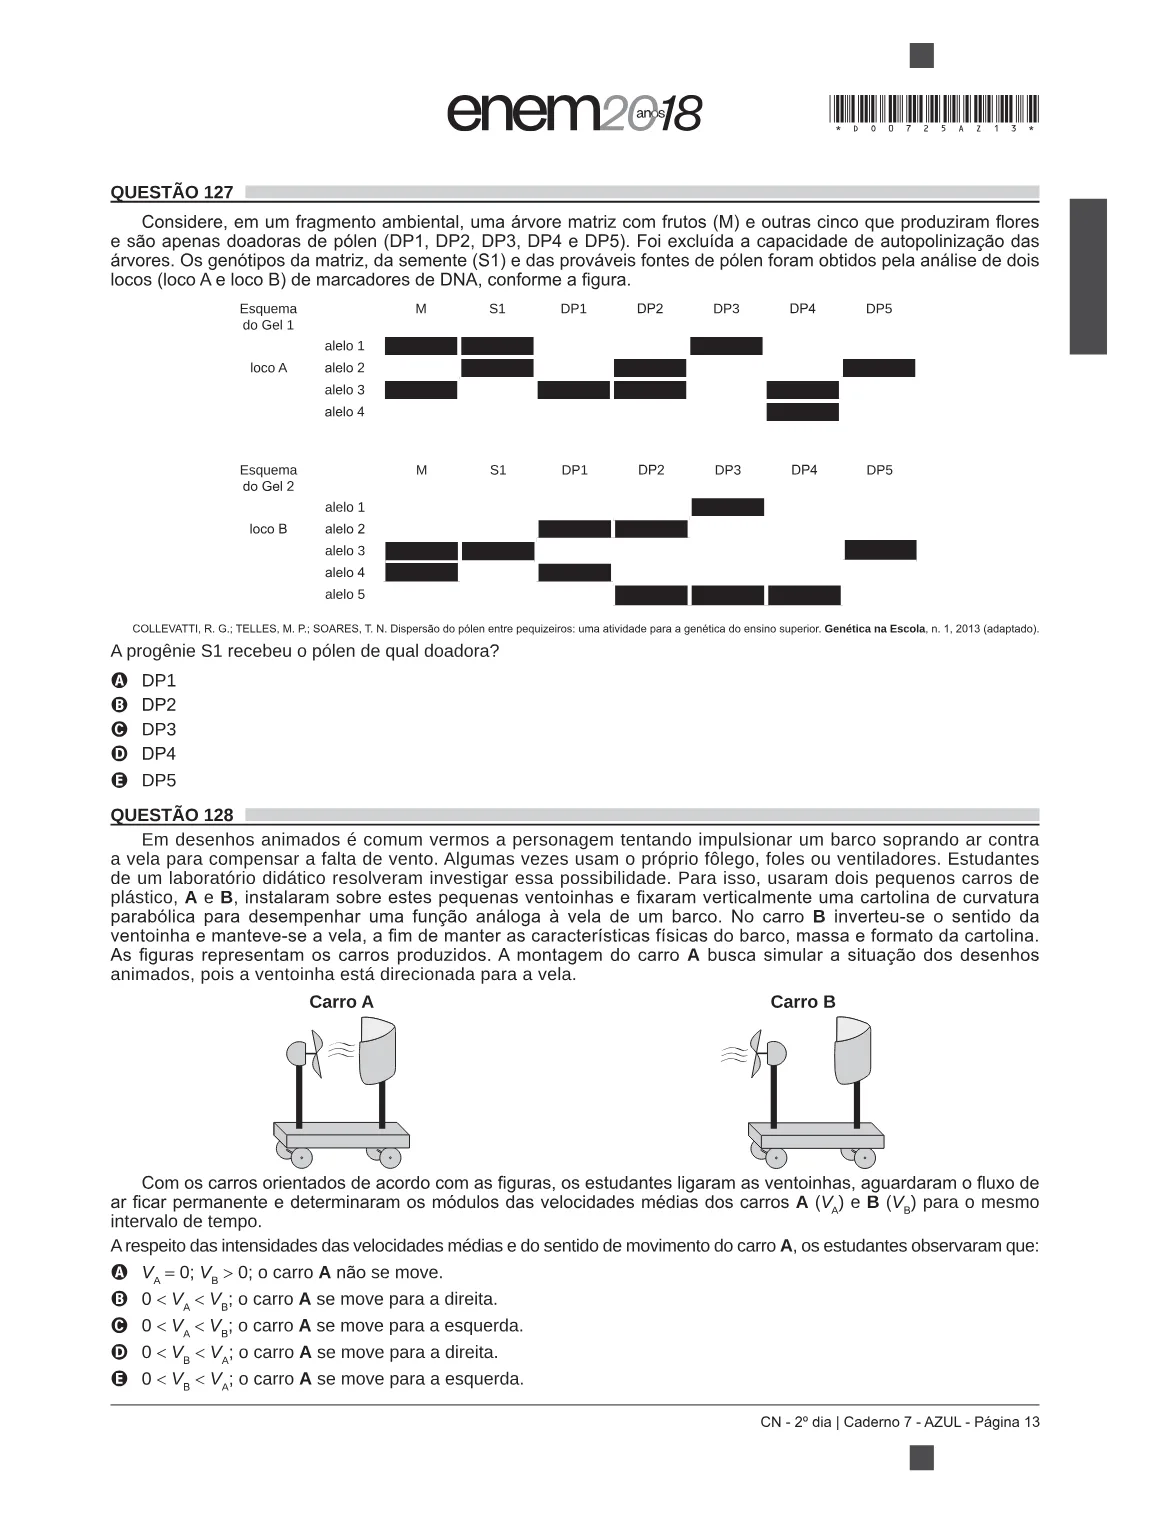 enem2018
anos
*D00725AZ13*
QUESTÃO 127
Considere, em um fragmento ambiental, uma árvore matriz com frutos (M) e outras cinco que produziram flores
e são apenas doadoras de pólen (DP1, DP2, DP3, DP4 e DP5). Foi excluída a capacidade de autopolinização das
árvores. Os genótipos da matriz, da semente (S1) e das prováveis fontes de pólen foram obtidos pela análise de dois
locos (loco A e loco B) de marcadores de DNA, conforme a figura.
Esquema M S1 DP1 DP2 DP3 DP4 DP5
do Gel 1
alelo 1
loco A alelo 2
alelo 3
alelo 4
Esquema M S1 DP1 DP2 DP3 DP4 DP5
do Gel 2
alelo 1
loco B alelo 2
alelo 3
alelo 4
alelo 5
COLLEVATTI, R. G.; TELLES, M. P.; SOARES, T. N. Dispersão do pólen entre pequizeiros: uma atividade para a genética do ensino superior. Genética na Escola, n. 1, 2013 (adaptado).
A progênie S1 recebeu o pólen de qual doadora?
A DP1
B DP2
C DP3
D DP4
E DP5
QUESTÃO 128
Em desenhos animados é comum vermos a personagem tentando impulsionar um barco soprando ar contra
a vela para compensar a falta de vento. Algumas vezes usam o próprio fôlego, foles ou ventiladores. Estudantes
de um laboratório didático resolveram investigar essa possibilidade. Para isso, usaram dois pequenos carros de
plástico, A e B, instalaram sobre estes pequenas ventoinhas e fixaram verticalmente uma cartolina de curvatura
parabólica para desempenhar uma função análoga à vela de um barco. No carro B inverteu-se o sentido da
ventoinha e manteve-se a vela, a fim de manter as características físicas do barco, massa e formato da cartolina.
As figuras representam os carros produzidos. A montagem do carro A busca simular a situação dos desenhos
animados, pois a ventoinha está direcionada para a vela.
Carro A Carro B
Com os carros orientados de acordo com as figuras, os estudantes ligaram as ventoinhas, aguardaram o fluxo de
ar ficar permanente e determinaram os módulos das velocidades médias dos carros A (VA) e B (VB) para o mesmo
intervalo de tempo.
A respeito das intensidades das velocidades médias e do sentido de movimento do carro A, os estudantes observaram que:
A VA = 0; VB > 0; o carro A não se move.
B 0 < VA < VB; o carro A se move para a direita.
C 0 < VA < VB; o carro A se move para a esquerda.
D 0 < VB < VA; o carro A se move para a direita.
E 0 < VB < VA; o carro A se move para a esquerda.
CN - 2º dia | Caderno 7 - AZUL - Página 13